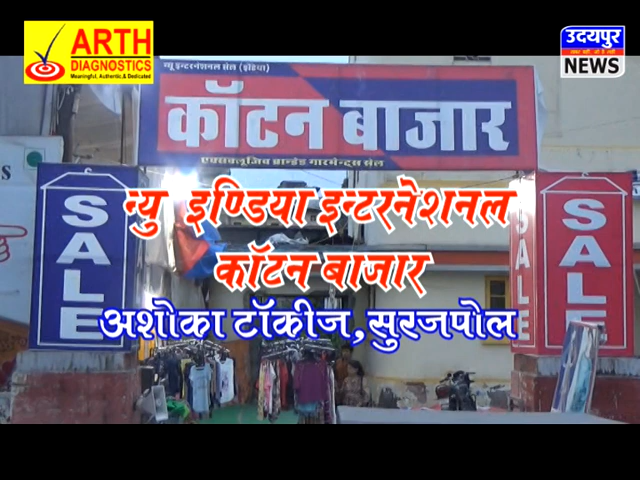 ARTH
DIAGNOSTICS
Meaningful, Authentic, & Dedicated
उदयपुर
NEWS
न्यू इन्टरनेशनल सेल (इंडिया)
कॉटन बाजार
एक्सक्लूजिव ब्रान्डेड गारमेन्ट्स सेल
SALE
SALE
SALE
न्यु इण्डिया इन्टरनेशनल
कॉटन बाजार
अशोका टॉकीज,सुरजपोल